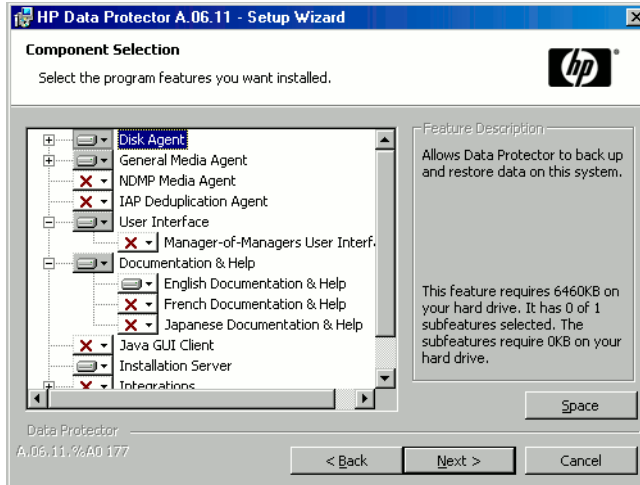 HP Data Protector A.06.11 - Setup Wizard
Component Selection
Select the program features you want installed.
hp
Disk Agent
General Media Agent
NDMP Media Agent
IAP Deduplication Agent
User Interface
Manager-of-Managers User Interf
Documentation & Help
English Documentation & Help
French Documentation & Help
Japanese Documentation & Help
Java GUI Client
Installation Server
Integrations
Feature Description
Allows Data Protector to back up
and restore data on this system.
This feature requires 6460KB on
your hard drive. It has 0 of 1
subfeatures selected. The
subfeatures require 0KB on your
hard drive.
Space
Data Protector
A.06.11.%A0 177
< Back
Next >
Cancel